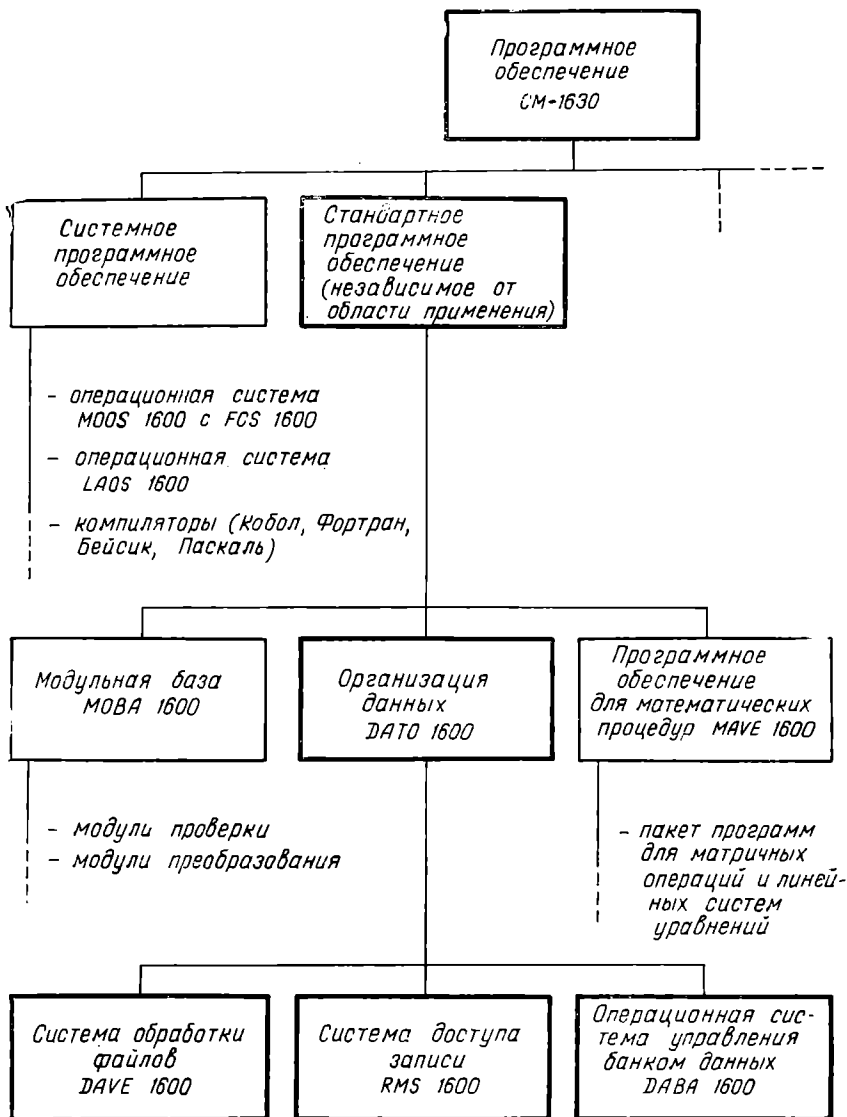 Программное
обеспечение
СМ-1630
Системное
программное
обеспечение
Стандартное
программное
обеспечение
(независимое от
области применения)
- операционная система
MOOS 1600 с FCS 1600
- операционная система
LAOS 1600
- компиляторы (Кобол, Фортран,
Бейсик, Паскаль)
Модульная база
MOBA 1600
Организация
данных
DATO 1600
Программное
обеспечение
для математических
процедур MAVE 1600
- модули проверки
- модули преобразования
- пакет программ
для матричных
операций и линей-
ных систем
уравнений
Система обработки
файлов
DAVE 1600
Система доступа
записи
RMS 1600
Операционная сис-
тема управления
банком данных
DABA 1600